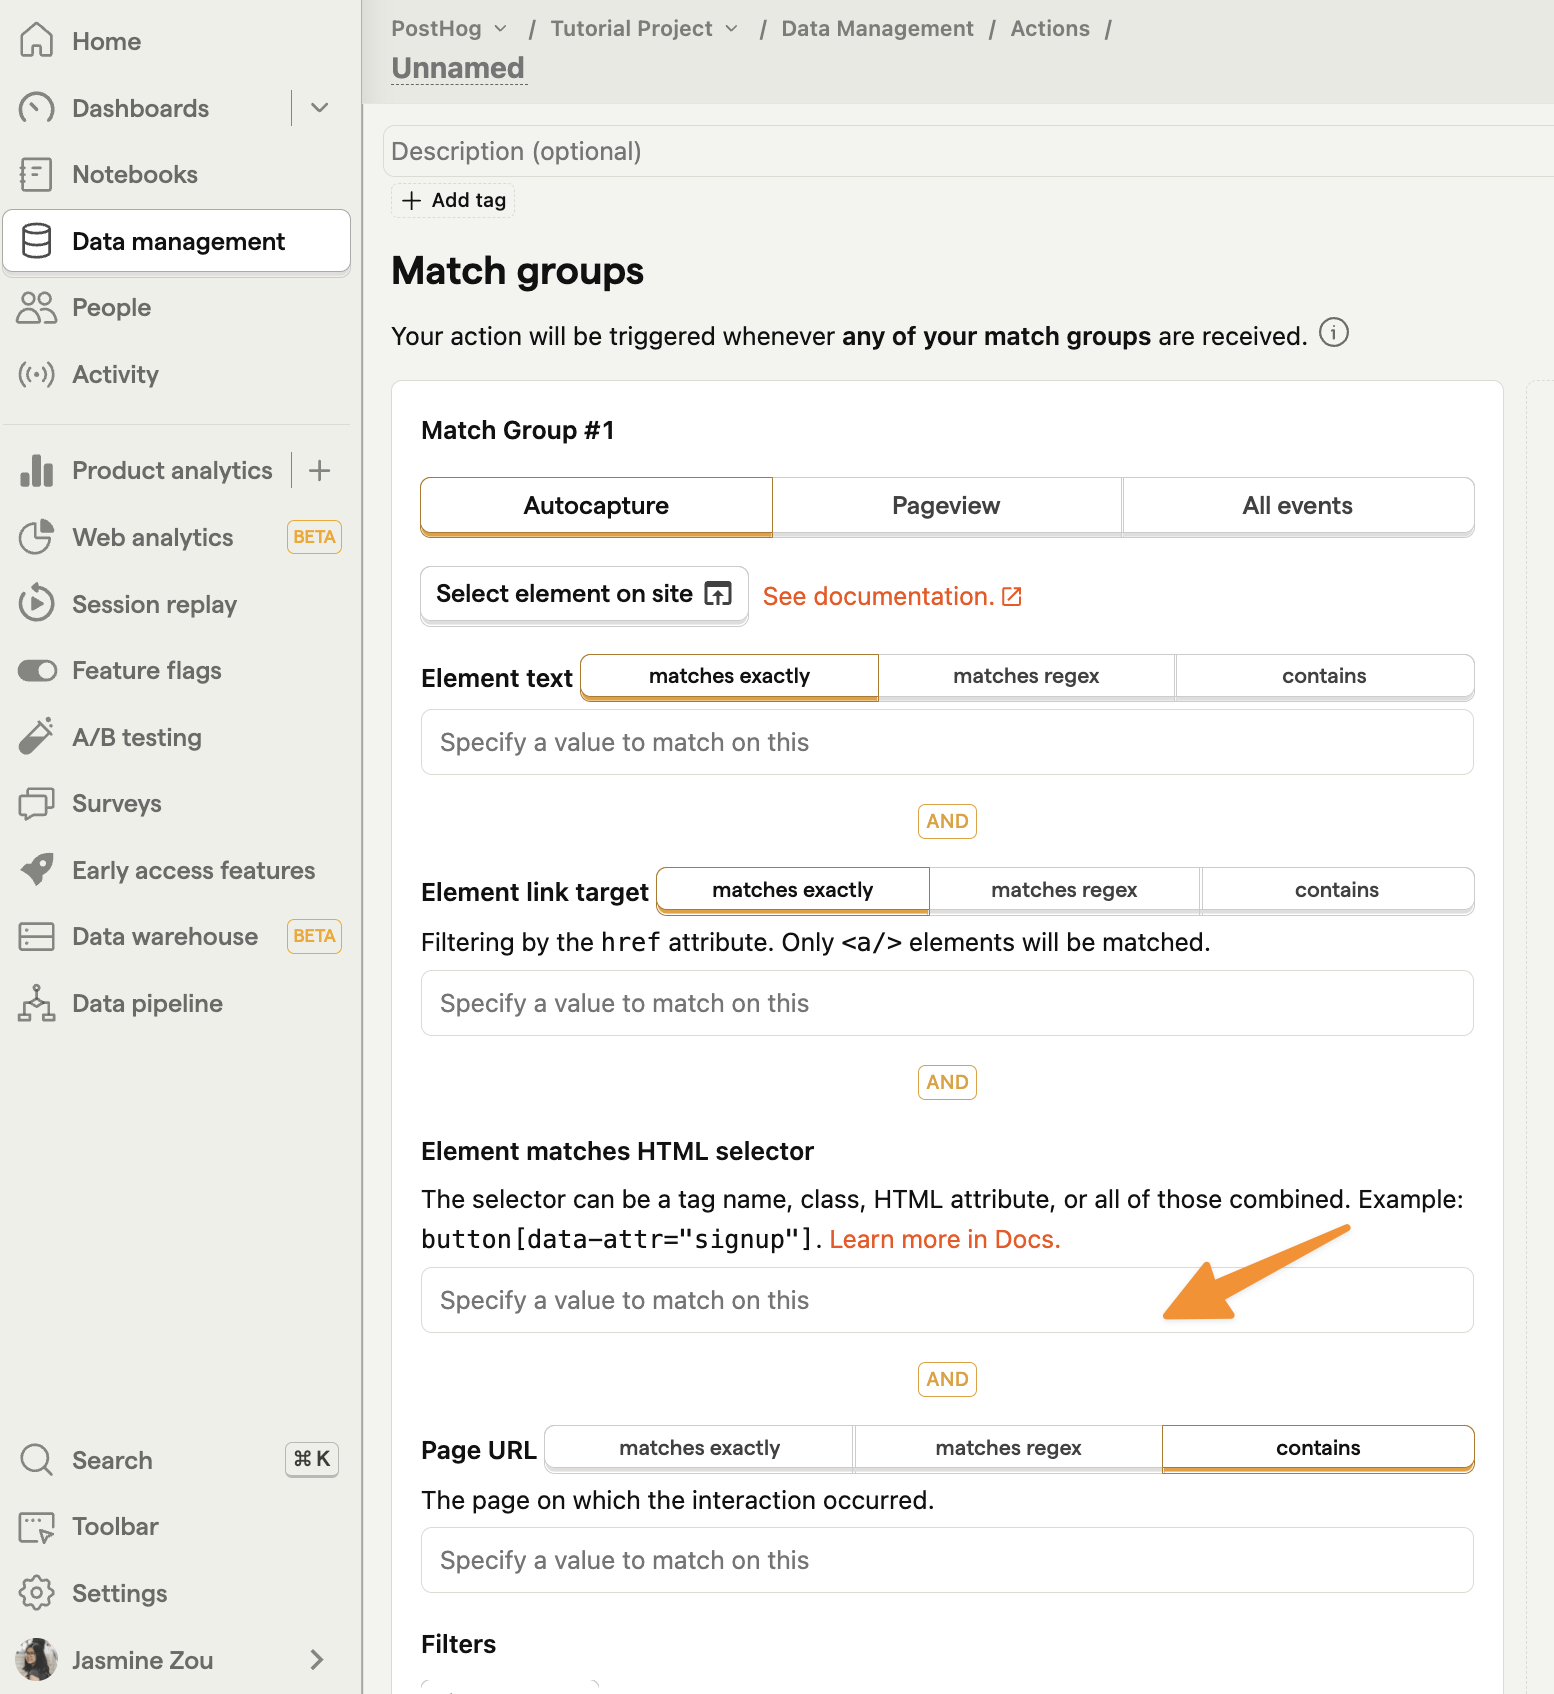 Home
Dashboards
Notebooks
Data management
People
Activity
Product analytics
Web analytics BETA
Session replay
Feature flags
A/B testing
Surveys
Early access features
Data warehouse BETA
Data pipeline
Search ⌘ K
Toolbar
Settings
Jasmine Zou
PostHog / Tutorial Project / Data Management / Actions /
Unnamed
Description (optional)
+ Add tag
Match groups
Your action will be triggered whenever any of your match groups are received.
Match Group #1
Autocapture Pageview All events
Select element on site See documentation.
Element text matches exactly matches regex contains
Specify a value to match on this
AND
Element link target matches exactly matches regex contains
Filtering by the href attribute. Only <a/> elements will be matched.
Specify a value to match on this
AND
Element matches HTML selector
The selector can be a tag name, class, HTML attribute, or all of those combined. Example:
button[data-attr="signup"]. Learn more in Docs.
Specify a value to match on this
AND
Page URL matches exactly matches regex contains
The page on which the interaction occurred.
Specify a value to match on this
Filters